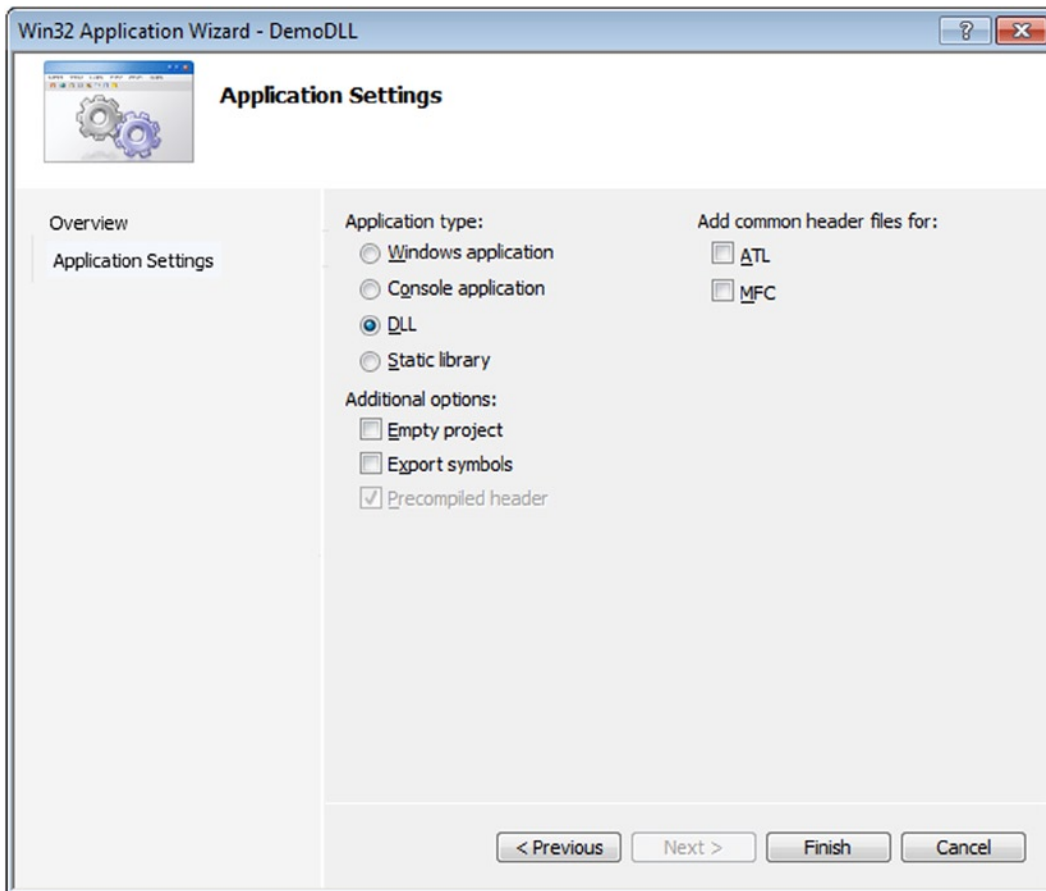 Win32 Application Wizard - DemoDLL
Application Settings
Overview
Application Settings
Application type:
Windows application
Console application
DLL
Static library
Additional options:
Empty project
Export symbols
Precompiled header
Add common header files for:
ATL
MFC
< Previous
Next >
Finish
Cancel